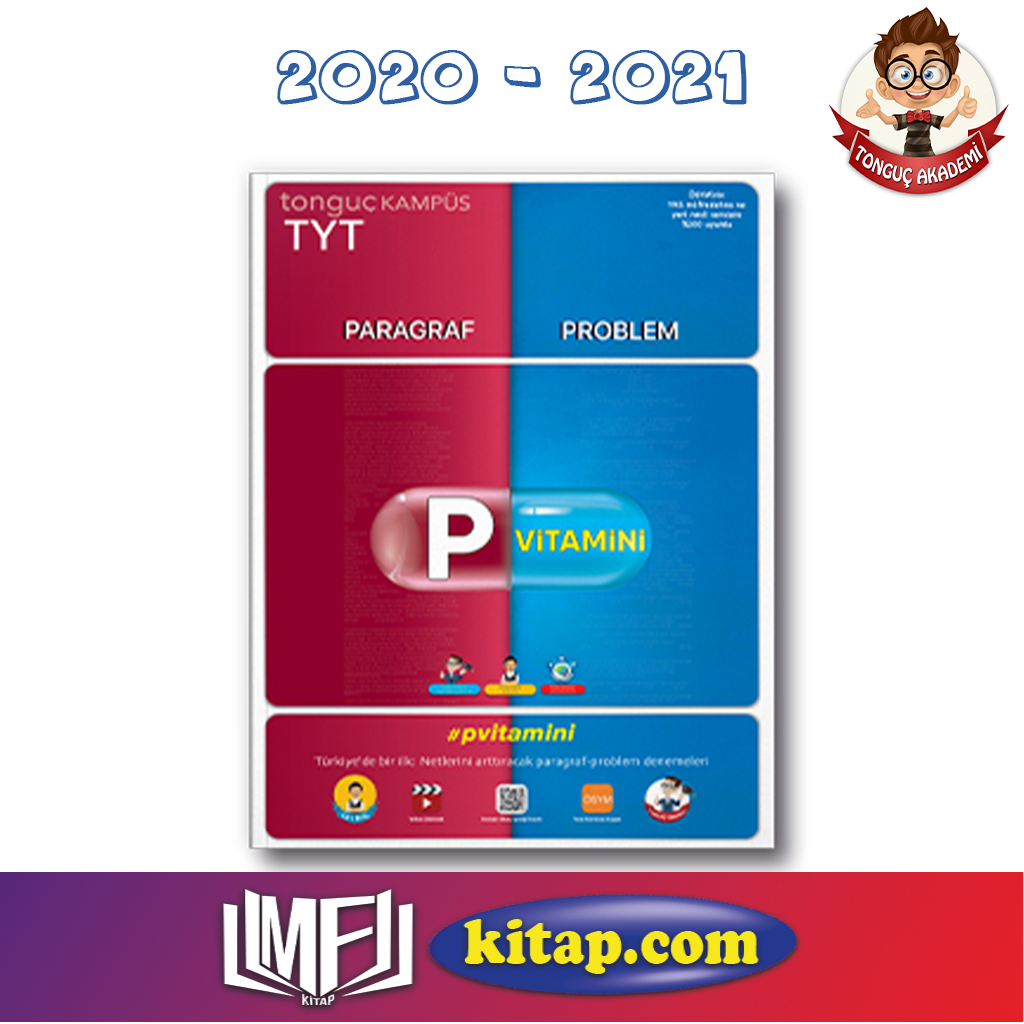 2020 - 2021
TONGUÇ AKADEMİ
tonguç KAMPÜS
TYT
PARAGRAF
PROBLEM
P
VİTAMİNİ
#pvitamini
Türkiye'de bir ilk: Netlerini arttıracak paragraf-problem denemeleri
ÖSYM
MF
KİTAP
kitap.com